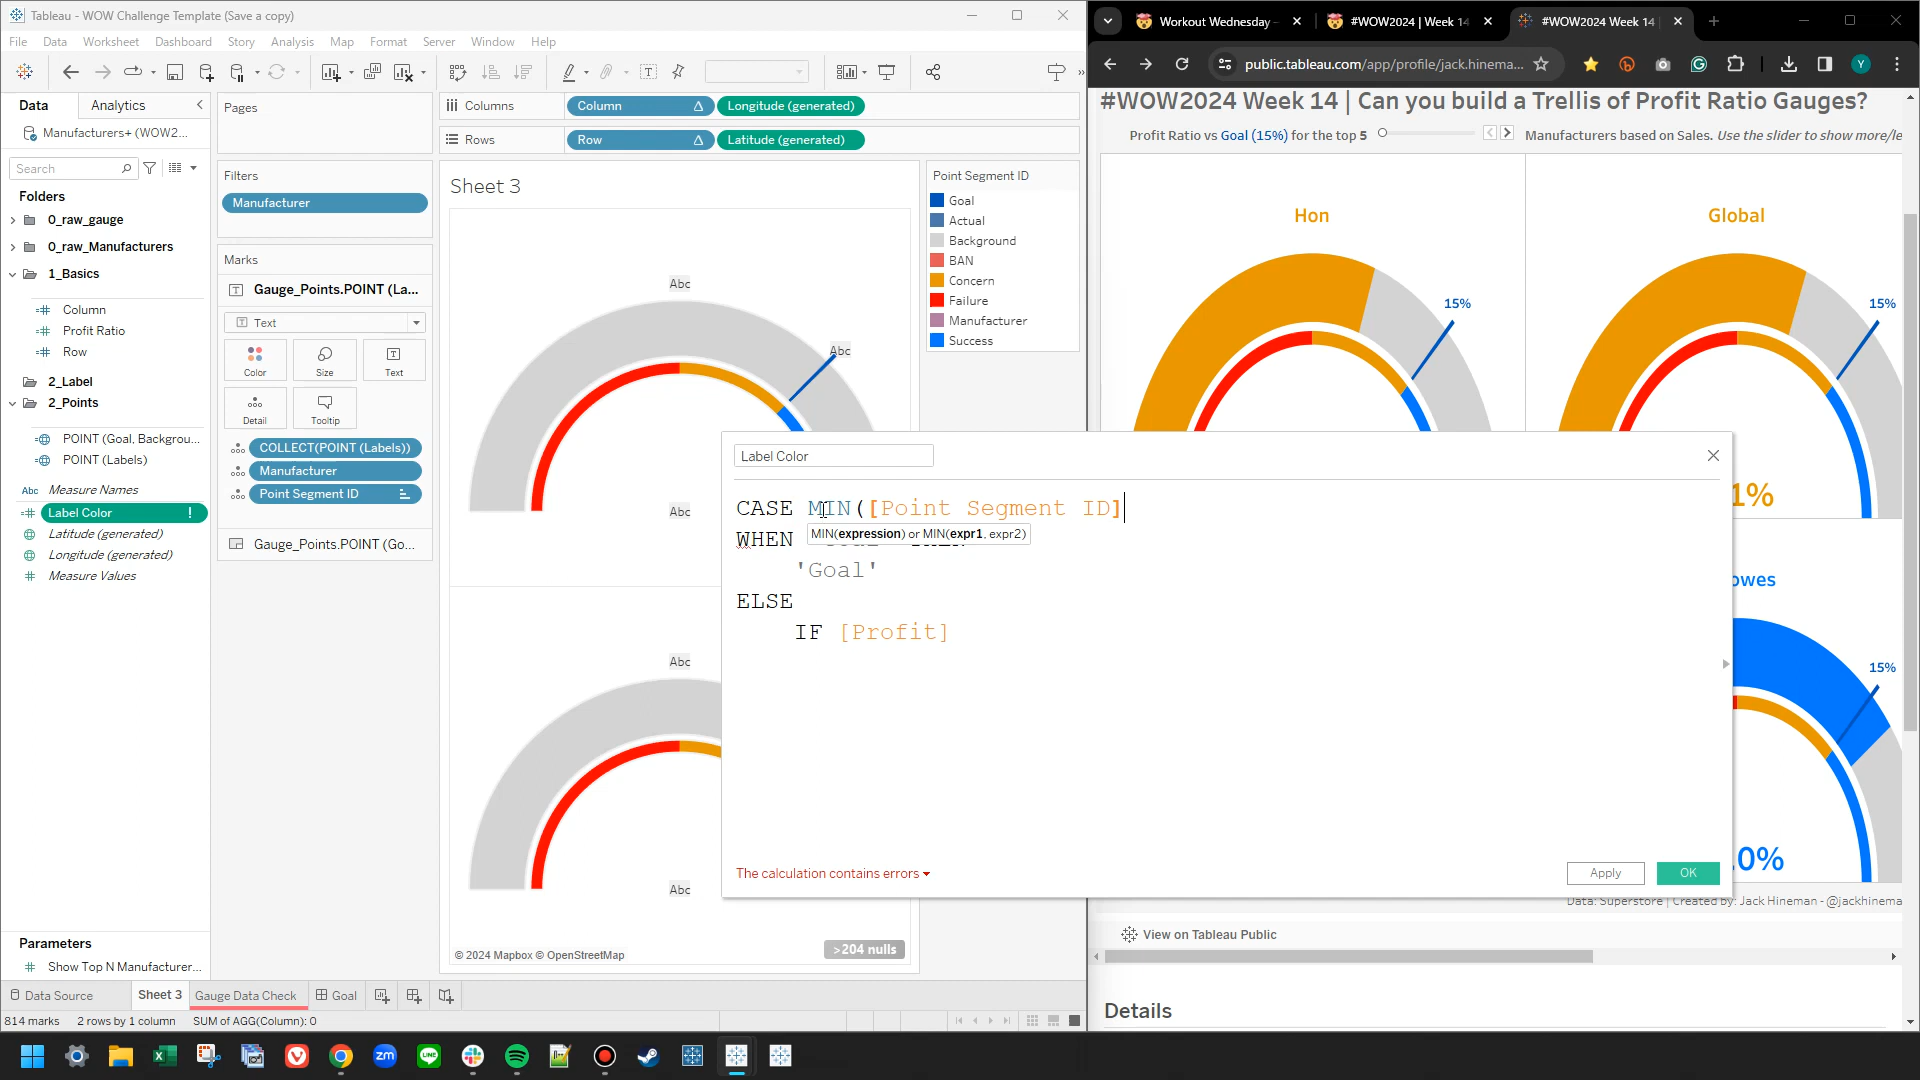 Tableau - WOW Challenge Template (Save a copy)
File Data Worksheet Dashboard Story Analysis Map Format Server Window Help
Data Analytics
Manufacturers+ (WOW2...
Search
Folders
0_raw_gauge
0_raw_Manufacturers
1_Basics
Column
Profit Ratio
Row
2_Label
2_Points
POINT (Goal, Backgrou...
POINT (Labels)
Abc Measure Names
Label Color !
Latitude (generated)
Longitude (generated)
Measure Values
Parameters
Show Top N Manufacturer...
Pages
Filters
Manufacturer
Marks
Gauge_Points.POINT (La...
Text
Color Size Text
Detail Tooltip
COLLECT(POINT (Labels))
Manufacturer
Point Segment ID
Gauge_Points.POINT (Go...
Columns Column Longitude (generated)
Rows Row Latitude (generated)
Sheet 3
Abc
Abc
Abc
Abc
Abc
© 2024 Mapbox © OpenStreetMap
>204 nulls
Point Segment ID
Goal
Actual
Background
BAN
Concern
Failure
Manufacturer
Success
Label Color
CASE MIN([Point Segment ID]
MIN(expression) or MIN(expr1, expr2)
WHEN
'Goal'
ELSE
IF [Profit]
The calculation contains errors
Apply OK
Data Source Sheet 3 Gauge Data Check Goal
814 marks 2 rows by 1 column SUM of AGG(Column): 0
Workout Wednesday -
#WOW2024 | Week 14
#WOW2024 Week 14
public.tableau.com/app/profile/jack.hinema...
Y
#WOW2024 Week 14 | Can you build a Trellis of Profit Ratio Gauges?
Profit Ratio vs Goal (15%) for the top 5 Manufacturers based on Sales. Use the slider to show more/le
Hon
15%
Global
15%
1%
owes
15%
.0%
Data: Superstore | Created by: Jack Hineman - @jackhinema
View on Tableau Public
Details
zm
LINE